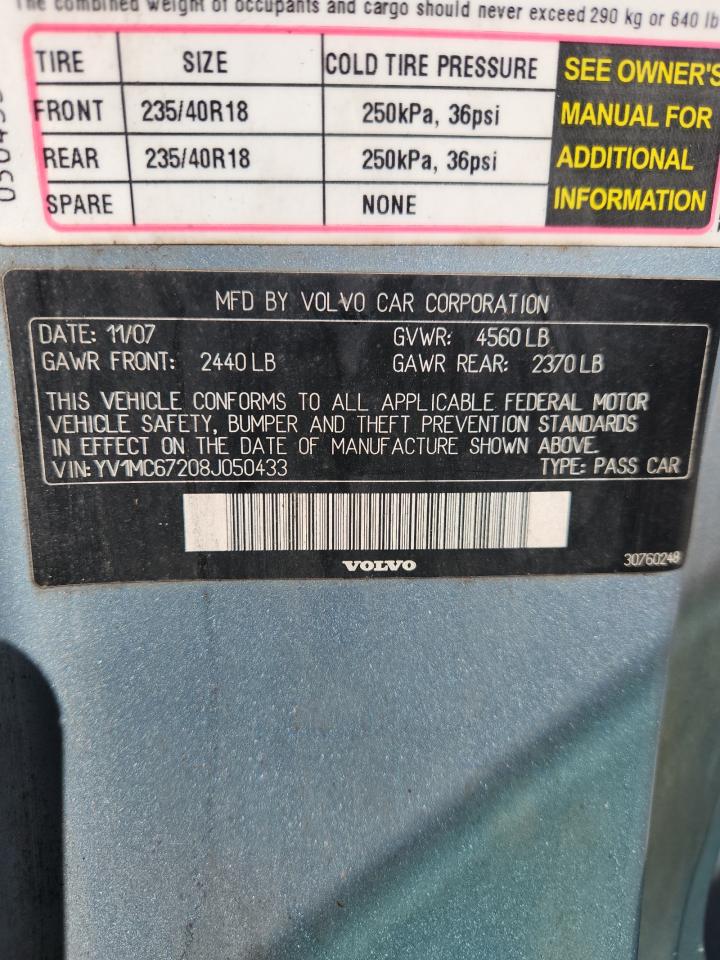 The combined weight of occupants and cargo should never exceed 290 kg or 640 lb
TIRE SIZE COLD TIRE PRESSURE SEE OWNER'S
FRONT 235/40R18 250kPa, 36psi MANUAL FOR
REAR 235/40R18 250kPa, 36psi ADDITIONAL
SPARE NONE INFORMATION
050433
MFD BY VOLVO CAR CORPORATION
DATE: 11/07 GVWR: 4560 LB
GAWR FRONT: 2440 LB GAWR REAR: 2370 LB
THIS VEHICLE CONFORMS TO ALL APPLICABLE FEDERAL MOTOR
VEHICLE SAFETY, BUMPER AND THEFT PREVENTION STANDARDS
IN EFFECT ON THE DATE OF MANUFACTURE SHOWN ABOVE.
VIN: YV1MC67208J050433 TYPE: PASS CAR
VOLVO 30760248